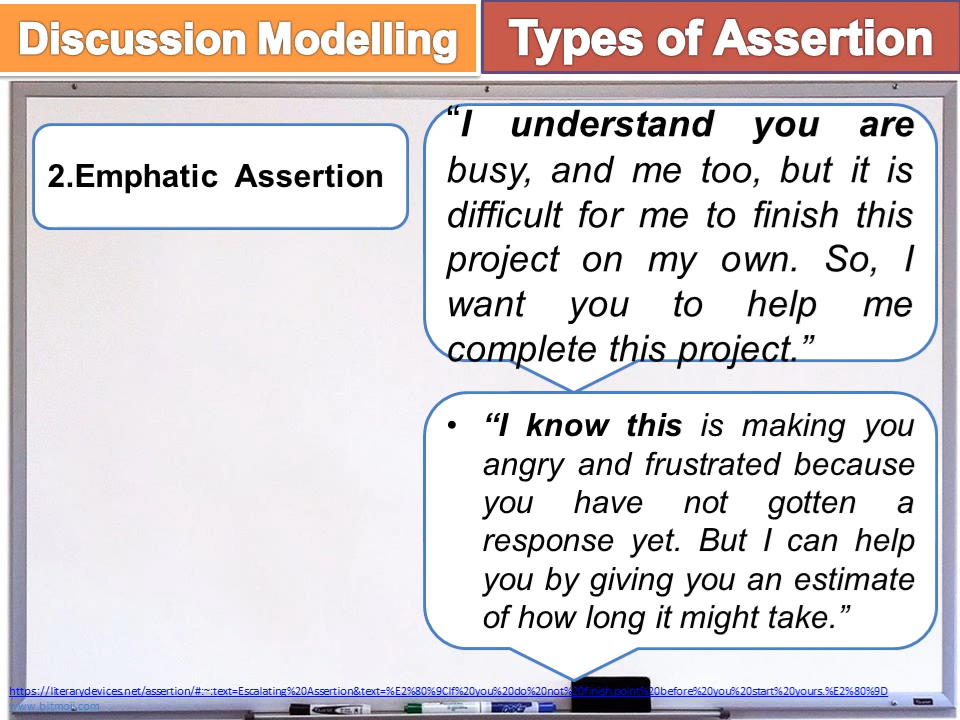 Discussion Modelling
Types of Assertion
2.Emphatic Assertion
“I understand you are
busy, and me too, but it is
difficult for me to finish this
project on my own. So, I
want you to help me
complete this project.”
• “I know this is making you
angry and frustrated because
you have not gotten a
response yet. But I can help
you by giving you an estimate
of how long it might take.”
https://literarydevices.net/assertion/#:~:text=Escalating%20Assertion&text=%E2%80%9CIf%20you%20do%20not%20finish,point%20before%20you%20start%20yours.%E2%80%9D
www.bitmoji.com